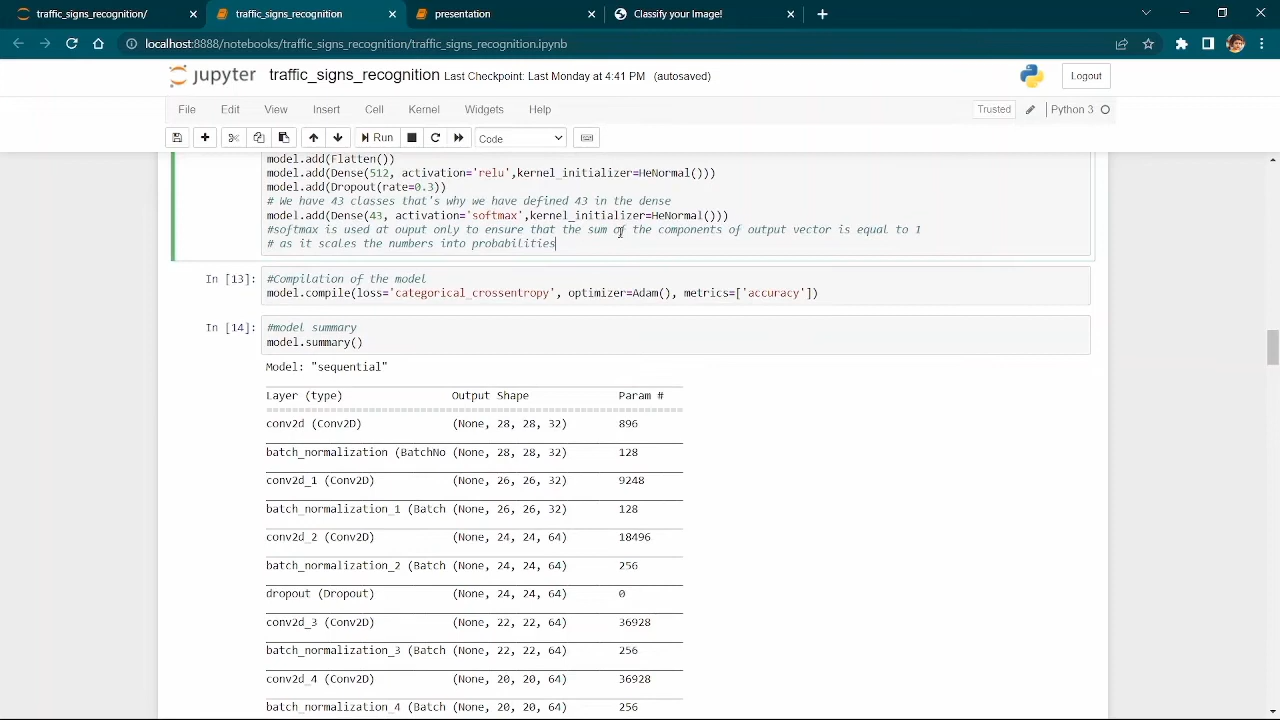 traffic_signs_recognition/
traffic_signs_recognition
presentation
Classify your Image!
localhost:8888/notebooks/traffic_signs_recognition/traffic_signs_recognition.ipynb
jupyter traffic_signs_recognition Last Checkpoint: Last Monday at 4:41 PM (autosaved)
Logout
File Edit View Insert Cell Kernel Widgets Help
Trusted
Python 3
Run
Code
model.add(Flatten())
model.add(Dense(512, activation='relu',kernel_initializer=HeNormal()))
model.add(Dropout(rate=0.3))
# We have 43 classes that's why we have defined 43 in the dense
model.add(Dense(43, activation='softmax',kernel_initializer=HeNormal()))
#softmax is used at ouput only to ensure that the sum of the components of output vector is equal to 1
# as it scales the numbers into probabilities
In [13]:
#Compilation of the model
model.compile(loss='categorical_crossentropy', optimizer=Adam(), metrics=['accuracy'])
In [14]:
#model summary
model.summary()
Model: "sequential"
Layer (type) Output Shape Param #
=================================================================
conv2d (Conv2D) (None, 28, 28, 32) 896
batch_normalization (BatchNo (None, 28, 28, 32) 128
conv2d_1 (Conv2D) (None, 26, 26, 32) 9248
batch_normalization_1 (Batch (None, 26, 26, 32) 128
conv2d_2 (Conv2D) (None, 24, 24, 64) 18496
batch_normalization_2 (Batch (None, 24, 24, 64) 256
dropout (Dropout) (None, 24, 24, 64) 0
conv2d_3 (Conv2D) (None, 22, 22, 64) 36928
batch_normalization_3 (Batch (None, 22, 22, 64) 256
conv2d_4 (Conv2D) (None, 20, 20, 64) 36928
batch_normalization_4 (Batch (None, 20, 20, 64) 256